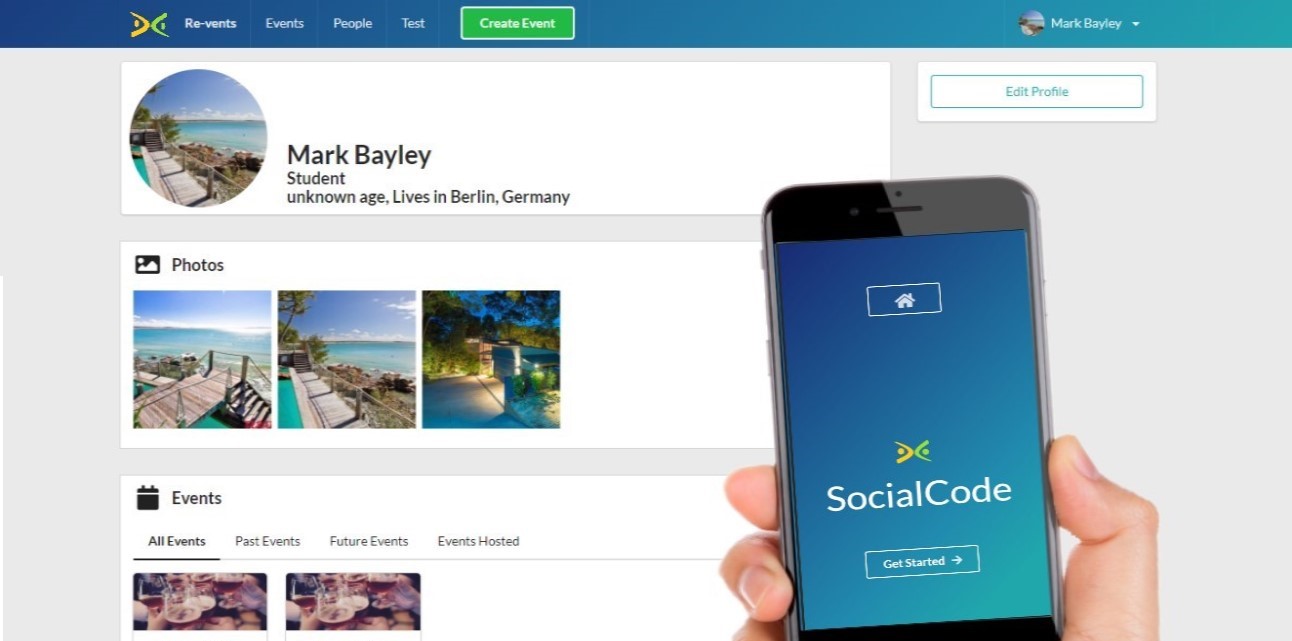 Re-vents Events People Test Create Event Mark Bayley
Edit Profile
Mark Bayley
Student
unknown age, Lives in Berlin, Germany
Photos
Events
All Events Past Events Future Events Events Hosted
SocialCode
Get Started